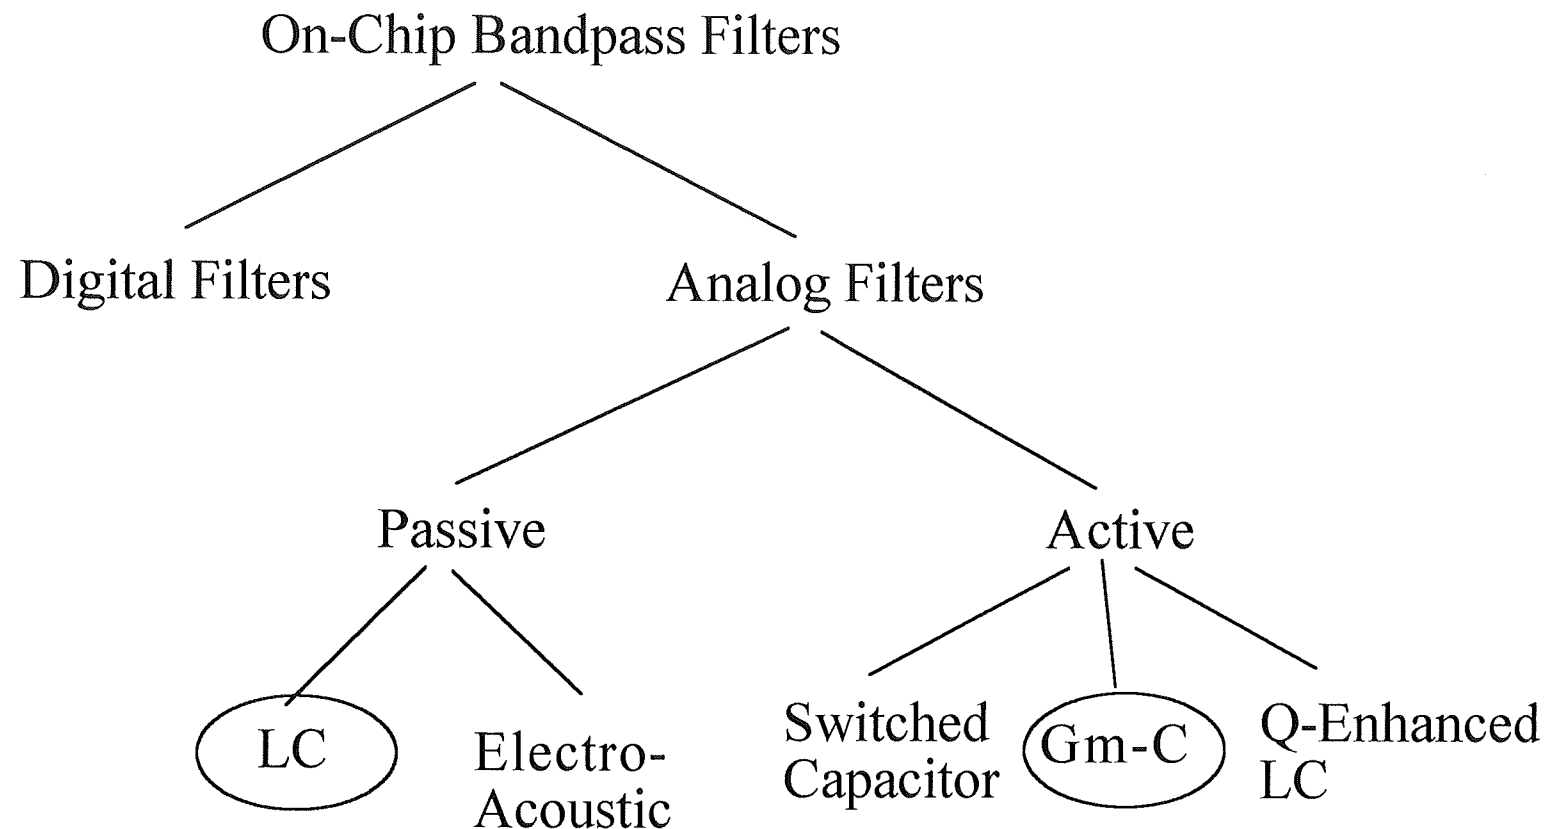 On-Chip Bandpass Filters
Digital Filters
Analog Filters
Passive
Active
LC
Electro-
Acoustic
Switched
Capacitor
Gm-C
Q-Enhanced
LC